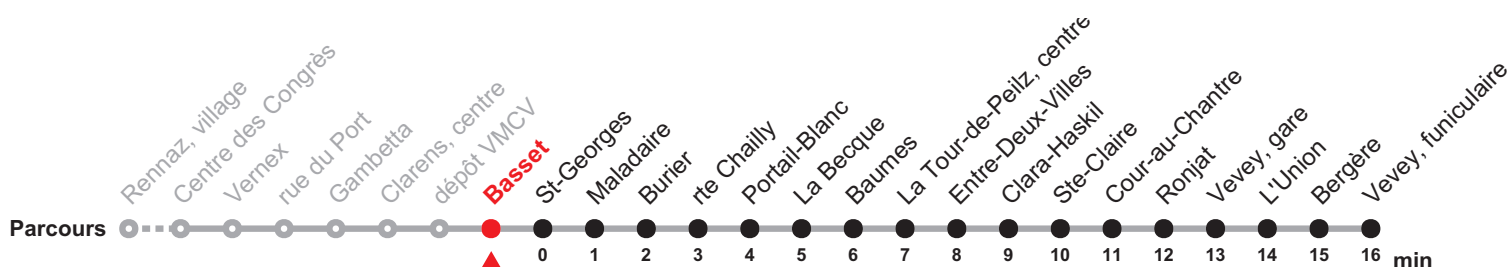 Rennaz, village
Centre des Congrès
Vernex
rue du Port
Gambetta
Clarens, centre
dépôt VMCV
Basset
St-Georges
Maladaire
Burier
rte Chailly
Portail-Blanc
La Becque
Baumes
La Tour-de-Peilz, centre
Entre-Deux-Villes
Clara-Haskil
Ste-Claire
Cour-au-Chantre
Ronjat
Vevey, gare
L'Union
Bergère
Vevey, funiculaire
Parcours
0 1 2 3 4 5 6 7 8 9 10 11 12 13 14 15 16 min